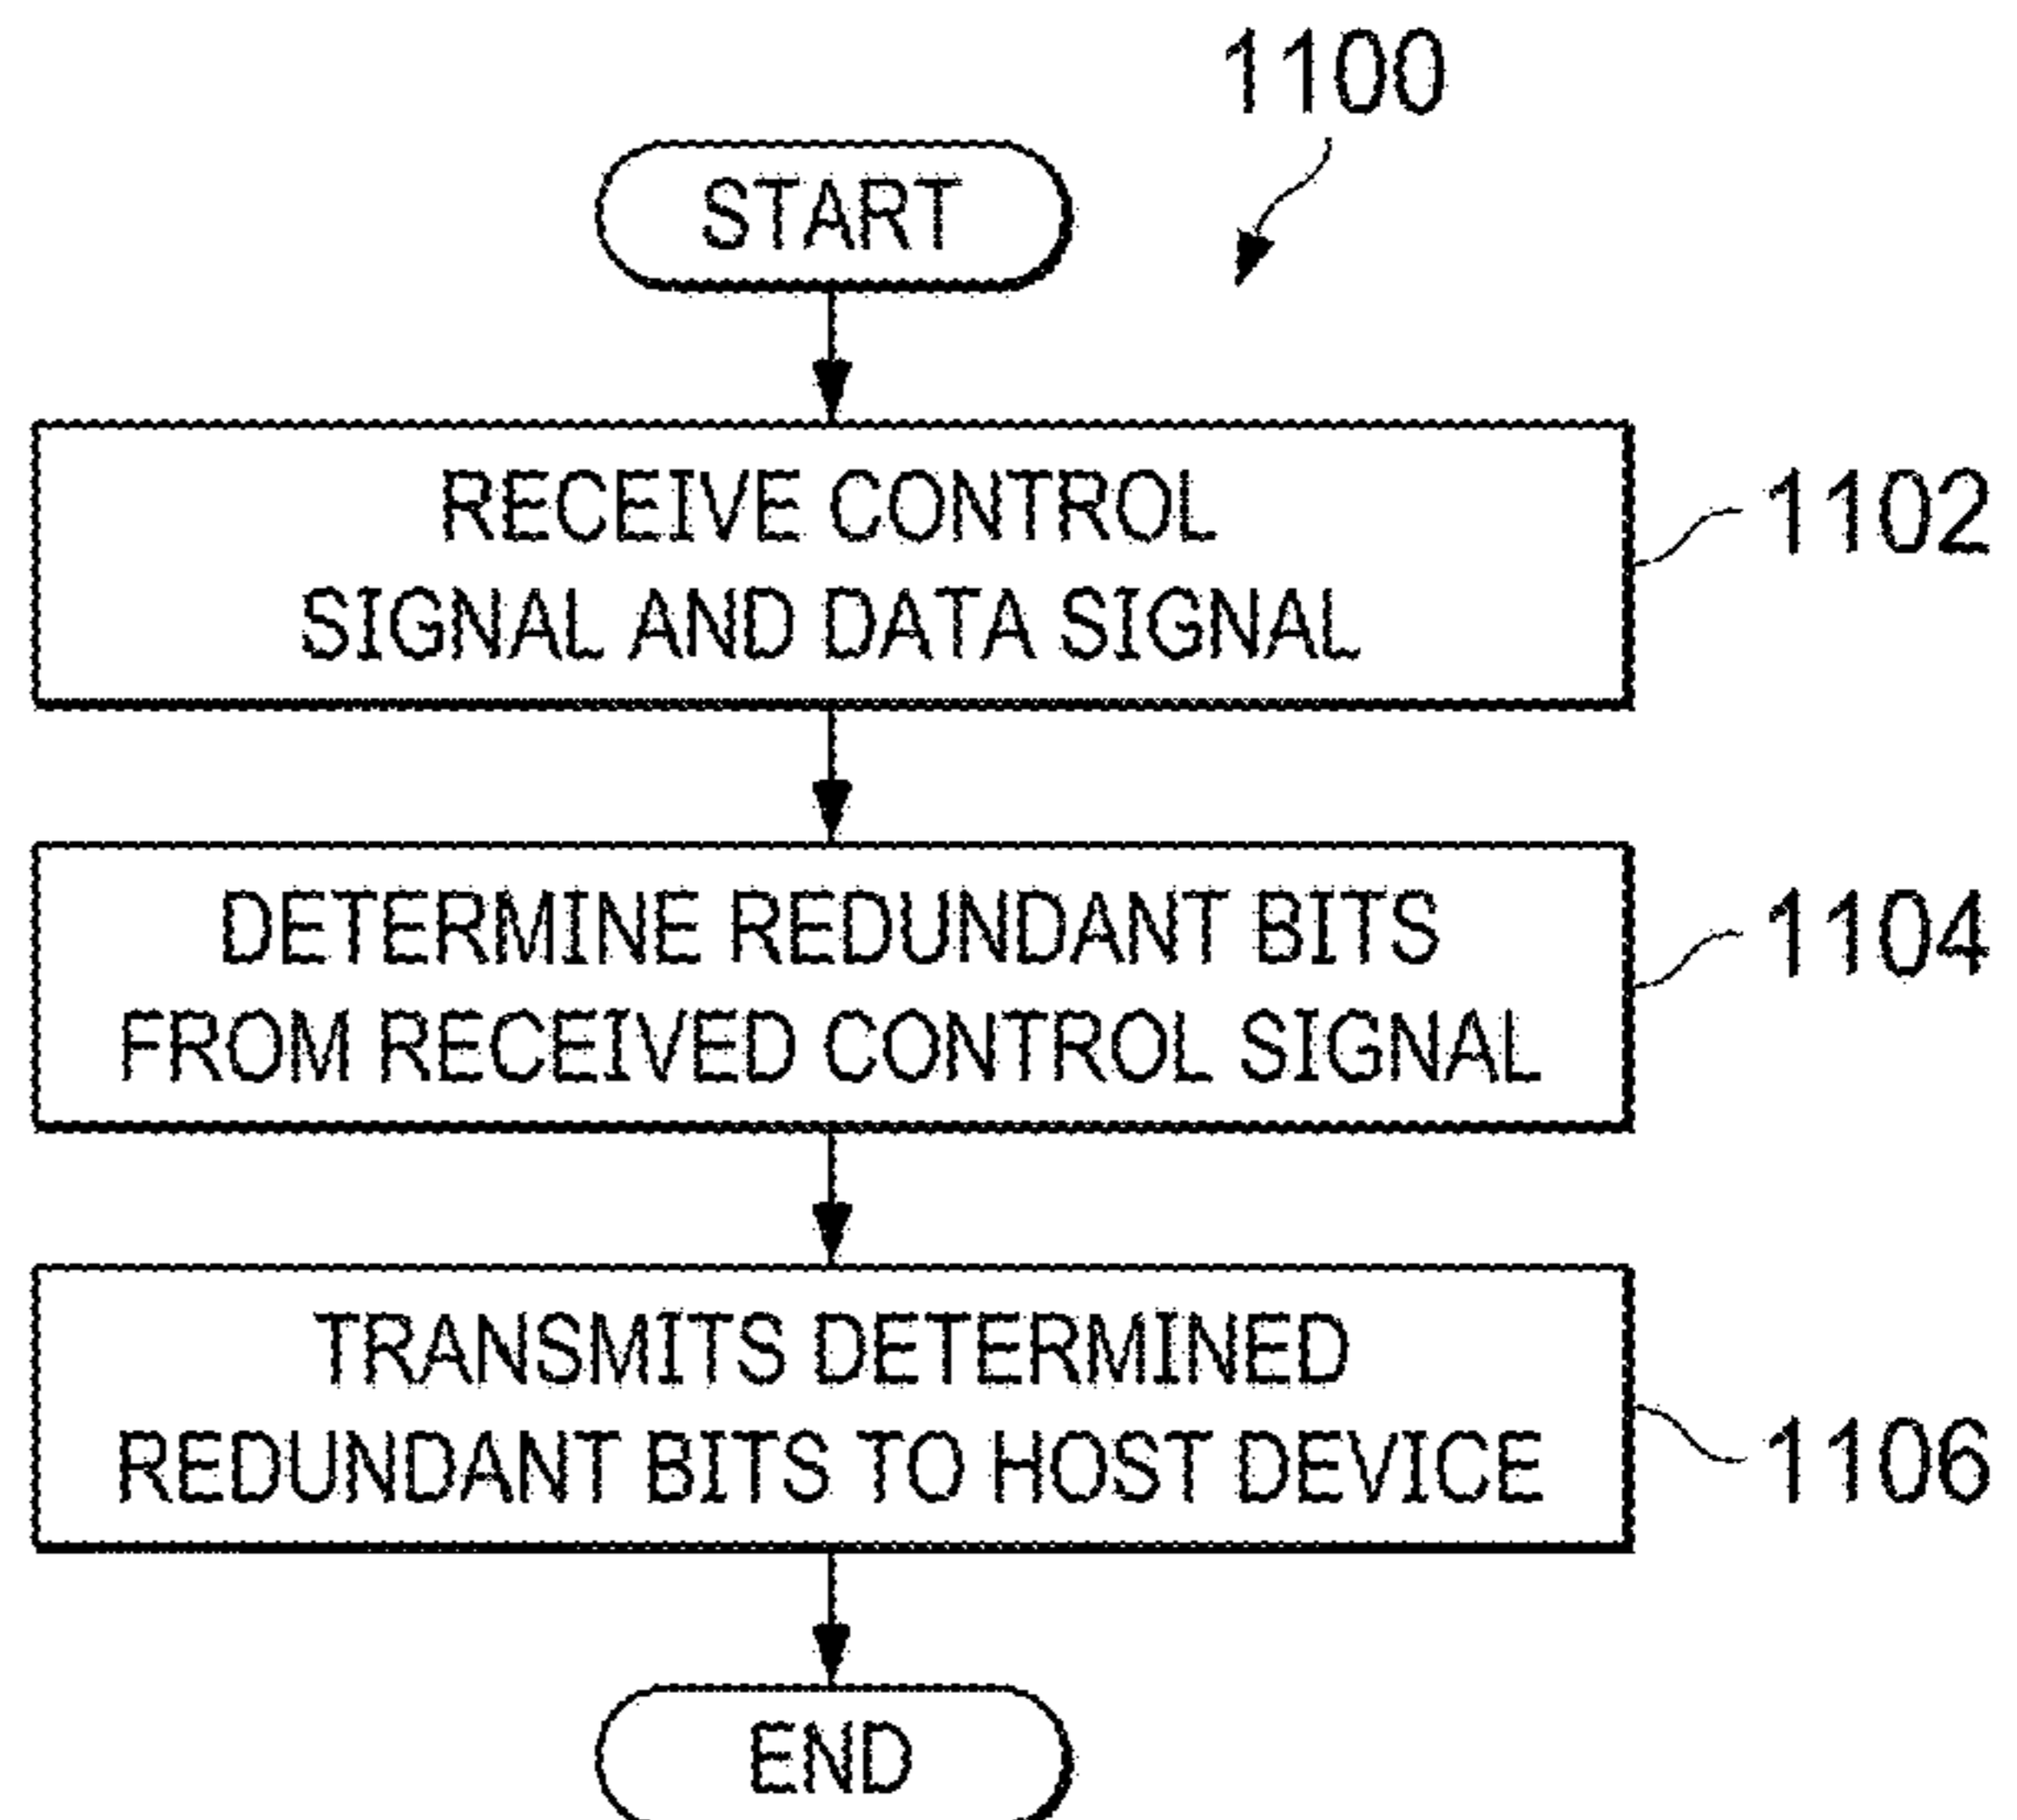 1100
START
RECEIVE CONTROL
SIGNAL AND DATA SIGNAL
1102
DETERMINE REDUNDANT BITS
FROM RECEIVED CONTROL SIGNAL
1104
TRANSMITS DETERMINED
REDUNDANT BITS TO HOST DEVICE
1106
END